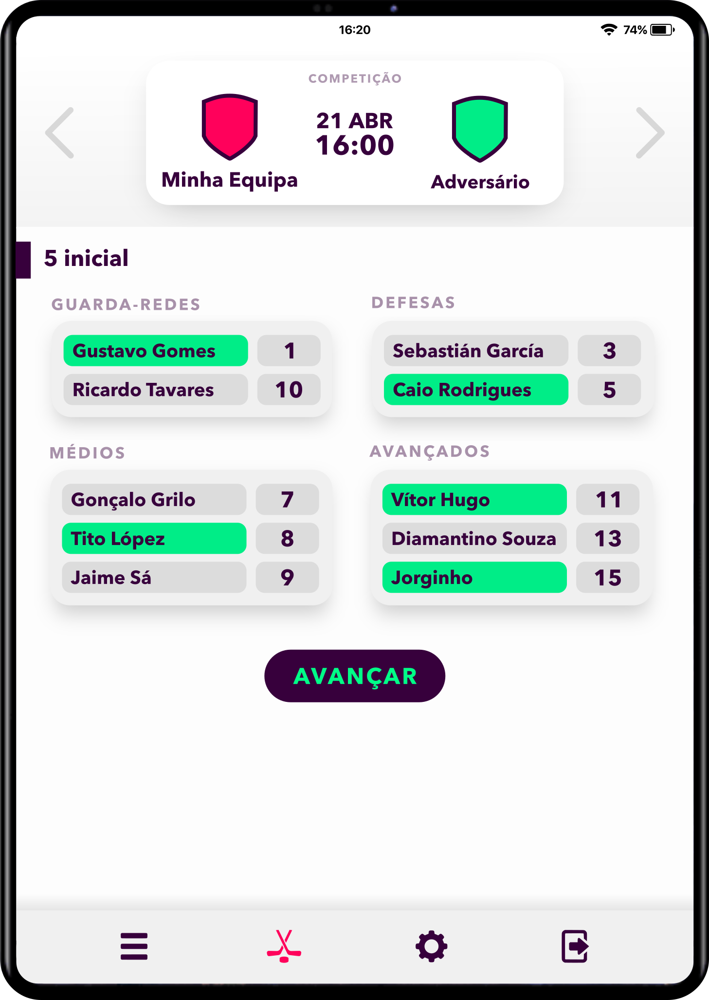 16:20
74%
COMPETIÇÃO
21 ABR
16:00
Minha Equipa
Adversário
5 inicial
GUARDA-REDES
Gustavo Gomes 1
Ricardo Tavares 10
DEFESAS
Sebastián García 3
Caio Rodrigues 5
MÉDIOS
Gonçalo Grilo 7
Tito López 8
Jaime Sá 9
AVANÇADOS
Vítor Hugo 11
Diamantino Souza 13
Jorginho 15
AVANÇAR